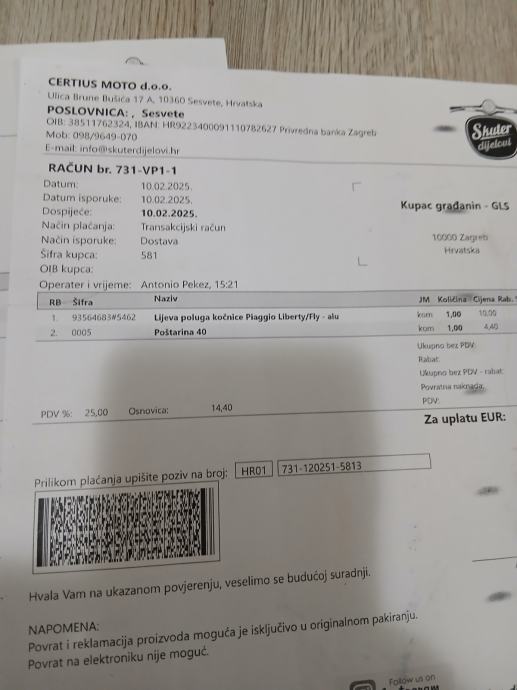 CERTIUS MOTO d.o.o.
Ulica Brune Bušića 17 A, 10360 Sesvete, Hrvatska
POSLOVNICA: , Sesvete
OIB: 38511762324, IBAN: HR9223400091110782627 Privredna banka Zagreb
Mob: 098/9649-070
E-mail: info@skuterdijelovi.hr
Skuter
dijelovi
RAČUN br. 731-VP1-1
Datum: 10.02.2025.
Datum isporuke: 10.02.2025.
Dospijeće: 10.02.2025.
Način plaćanja: Transakcijski račun
Način isporuke: Dostava
Šifra kupca: 581
OIB kupca:
Operater i vrijeme: Antonio Pekez, 15:21
Kupac građanin - GLS
10000 Zagreb
Hrvatska
RB Šifra Naziv JM Količina Cijena Rab.
1. 93564683#5462 Lijeva poluga kočnice Piaggio Liberty/Fly - alu kom 1,00 10,00
2. 0005 Poštarina 40 kom 1,00 4,40
Ukupno bez PDV:
Rabat:
Ukupno bez PDV - rabat:
Povratna naknada:
PDV:
PDV %: 25,00 Osnovica: 14,40
Za uplatu EUR:
Prilikom plaćanja upišite poziv na broj: HR01 731-120251-5813
Hvala Vam na ukazanom povjerenju, veselimo se budućoj suradnji.
NAPOMENA:
Povrat i reklamacija proizvoda moguća je isključivo u originalnom pakiranju.
Povrat na elektroniku nije moguć.
Follow us on